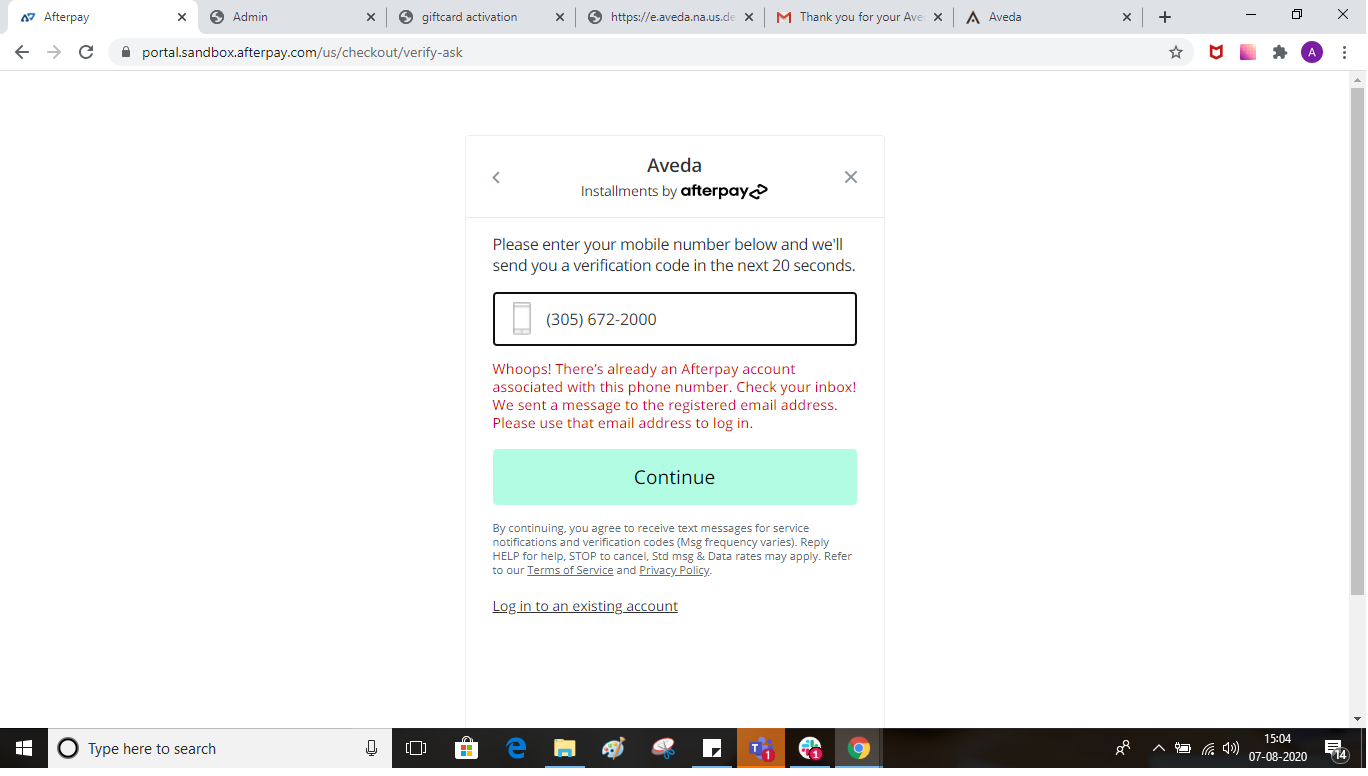 Afterpay
Admin
giftcard activation
https://e.aveda.na.us.de
Thank you for your Ave
Aveda
portal.sandbox.afterpay.com/us/checkout/verify-ask
A
Aveda
Installments by afterpay
Please enter your mobile number below and we'll
send you a verification code in the next 20 seconds.
(305) 672-2000
Whoops! There's already an Afterpay account
associated with this phone number. Check your inbox!
We sent a message to the registered email address.
Please use that email address to log in.
Continue
By continuing, you agree to receive text messages for service
notifications and verification codes (Msg frequency varies). Reply
HELP for help, STOP to cancel, Std msg & Data rates may apply. Refer
to our Terms of Service and Privacy Policy.
Log in to an existing account
Type here to search
1
1
15:04
07-08-2020
14